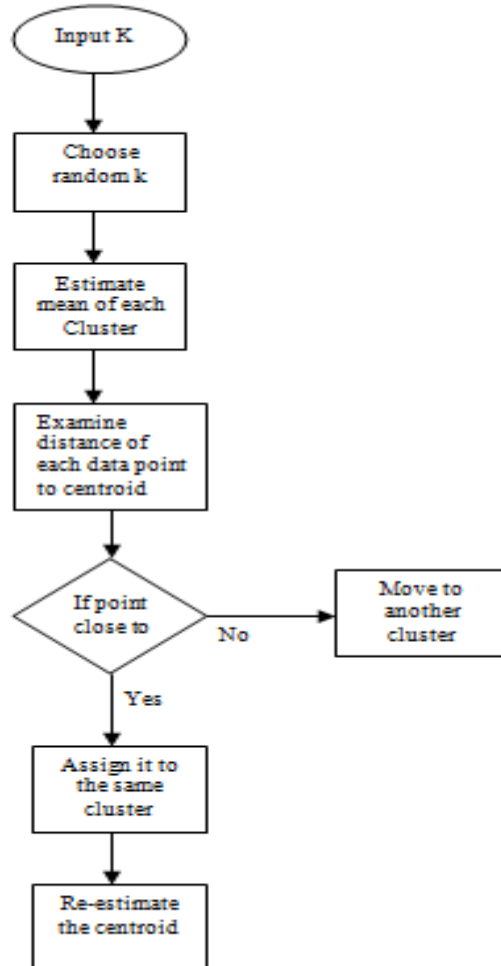 Input K
Choose
random k
Estimate
mean of each
Cluster
Examine
distance of
each data point
to centroid
If point
close to
No
Move to
another
cluster
Yes
Assign it to
the same
cluster
Re-estimate
the centroid